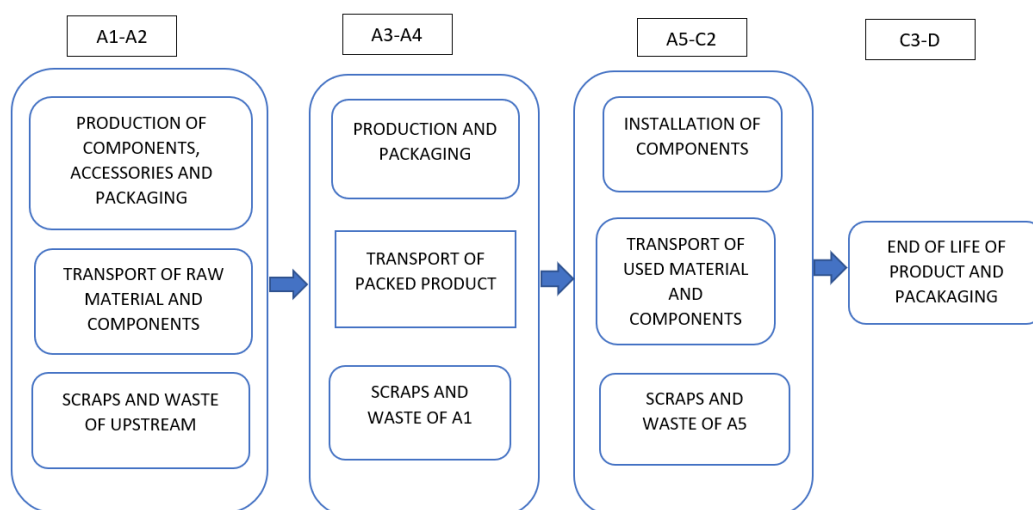 A1-A2
PRODUCTION OF
COMPONENTS,
ACCESSORIES AND
PACKAGING
TRANSPORT OF RAW
MATERIAL AND
COMPONENTS
SCRAPS AND WASTE
OF UPSTREAM
A3-A4
PRODUCTION AND
PACKAGING
TRANSPORT OF
PACKED PRODUCT
SCRAPS AND
WASTE OF A1
A5-C2
INSTALLATION OF
COMPONENTS
TRANSPORT OF
USED MATERIAL
AND
COMPONENTS
SCRAPS AND
WASTE OF A5
C3-D
END OF LIFE OF
PRODUCT AND
PACAKAGING